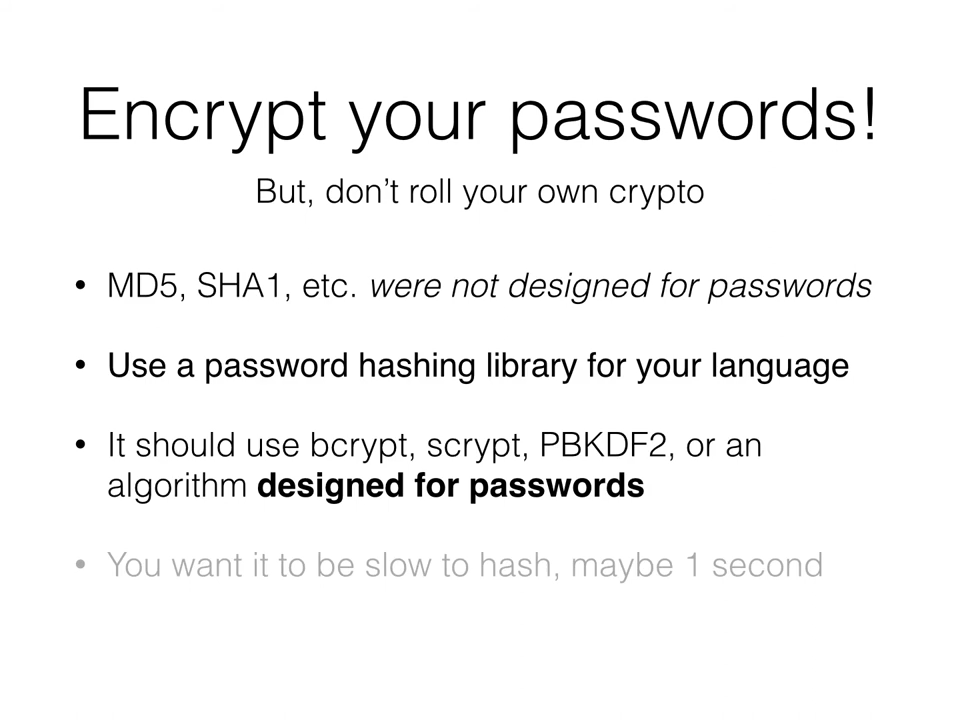 Encrypt your passwords!
But, don’t roll your own crypto
• MD5, SHA1, etc. were not designed for passwords
• Use a password hashing library for your language
• It should use bcrypt, scrypt, PBKDF2, or an
algorithm designed for passwords
• You want it to be slow to hash, maybe 1 second